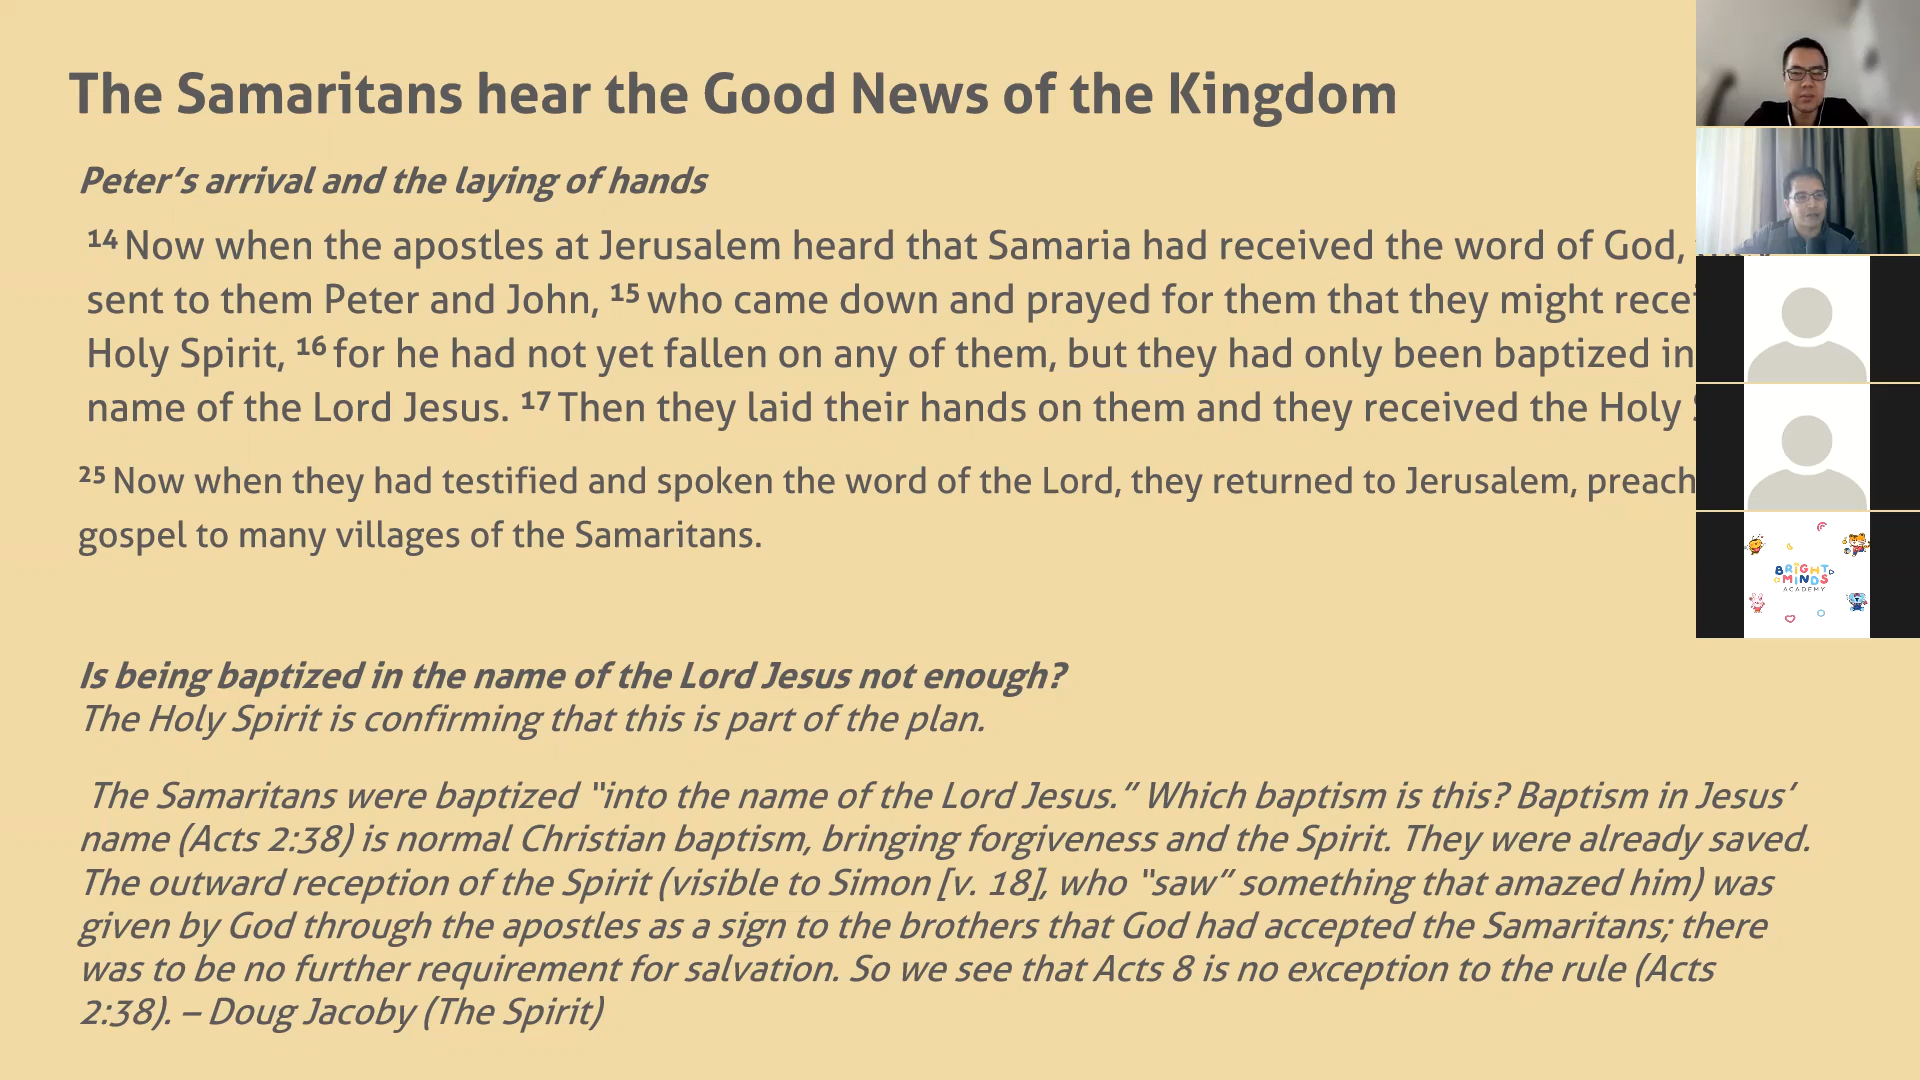 The Samaritans hear the Good News of the Kingdom
Peter's arrival and the laying of hands
14 Now when the apostles at Jerusalem heard that Samaria had received the word of God,
sent to them Peter and John, 15 who came down and prayed for them that they might
Holy Spirit, 16 for he had not yet fallen on any of them, but they had only been baptized in
name of the Lord Jesus. 17 Then they laid their hands on them and they received the Holy
25 Now when they had testified and spoken the word of the Lord, they returned to Jerusalem,
gospel to many villages of the Samaritans.
Is being baptized in the name of the Lord Jesus not enough?
The Holy Spirit is confirming that this is part of the plan.
The Samaritans were baptized "into the name of the Lord Jesus." Which baptism is this? Baptism in Jesus'
name (Acts 2:38) is normal Christian baptism, bringing forgiveness and the Spirit. They were already saved.
The outward reception of the Spirit (visible to Simon [v. 18], who "saw" something that amazed him) was
given by God through the apostles as a sign to the brothers that God had accepted the Samaritans; there
was to be no further requirement for salvation. So we see that Acts 8 is no exception to the rule (Acts
2:38). – Doug Jacoby (The Spirit)
BRIGHT
MINDS
ACADEMY